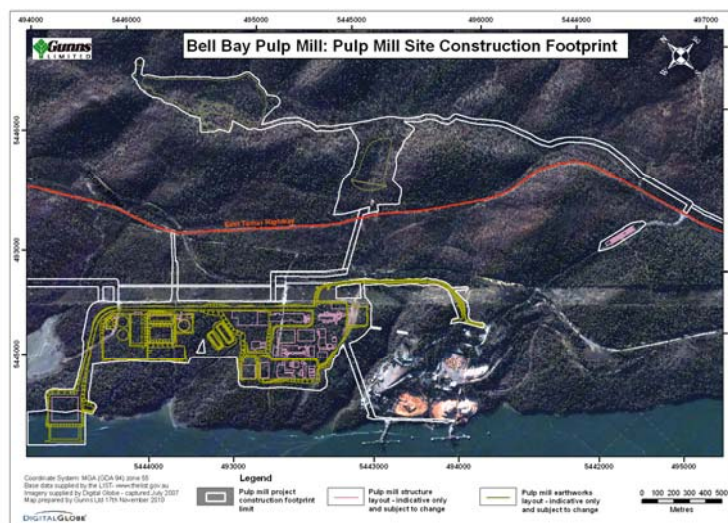 494000 5446000 495000 5445000 496000 5444000 497000
Gunns
LIMITED
Bell Bay Pulp Mill: Pulp Mill Site Construction Footprint
5446000
493000
5445000
East Tamar Highway
495000
494000
5443000
5444000 493000 5443000 494000 5442000 495000
Coordinate System: MGA (GDA 94) zone 55
Base data supplied by the LIST- www.thelist.gov.au
Imagery supplied by Digital Globe - captured July 2007
Map prepared by Gunns Ltd 17th November 2010
DIGITALGLOBE
Legend
Pulp mill project
construction footprint
limit
Pulp mill structure
layout - indicative only
and subject to change
Pulp mill earthworks
layout - indicative only
and subject to change
0 100 200 300 400 500
Metres